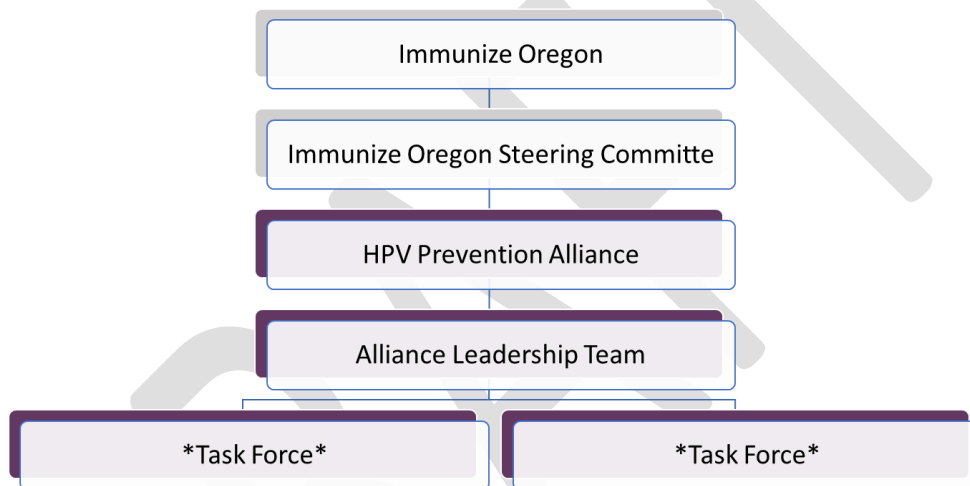 Immunize Oregon
Immunize Oregon Steering Committe
HPV Prevention Alliance
Alliance Leadership Team
*Task Force*
*Task Force*